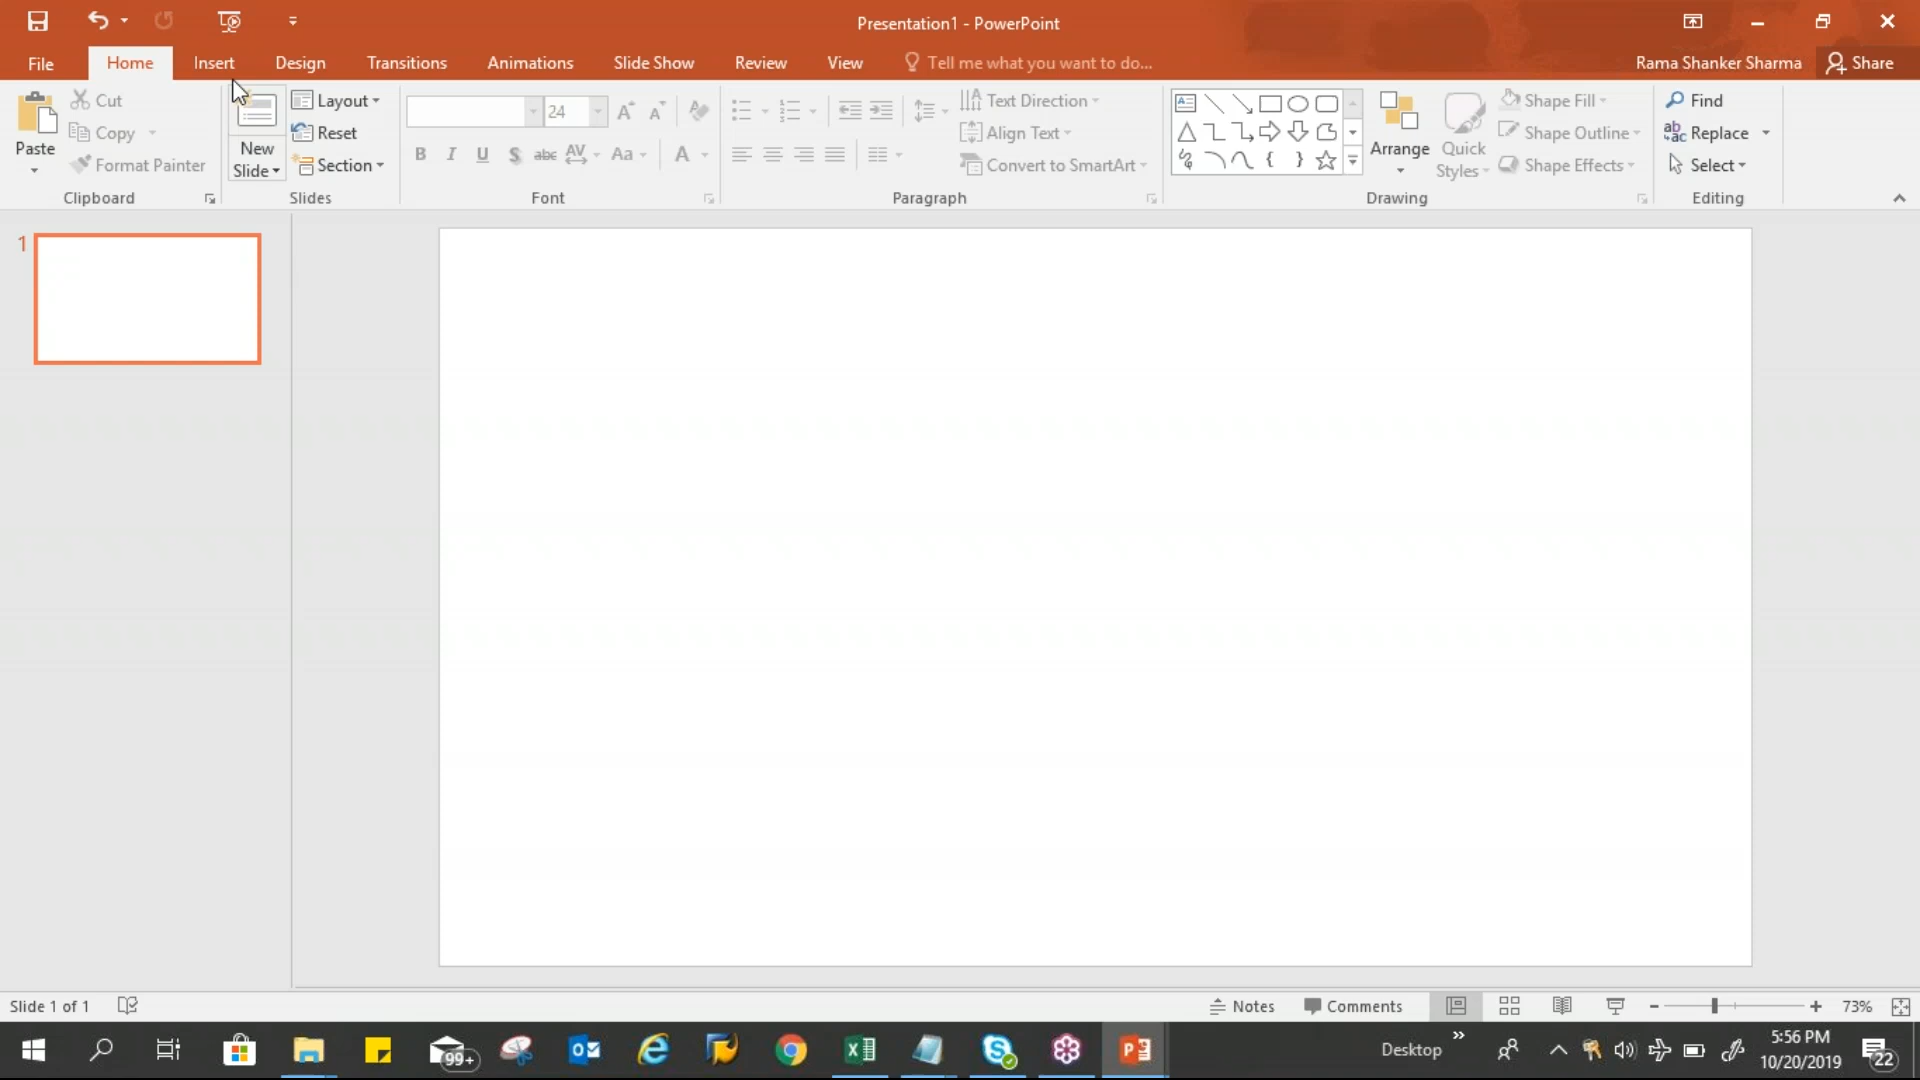 Presentation1 - PowerPoint
File Home Insert Design Transitions Animations Slide Show Review View Tell me what you want to do... Rama Shanker Sharma Share
Paste Cut Copy Format Painter
Clipboard
New Slide Layout Reset Section
Slides
24
B I U S abc AV Aa A
Font
Text Direction
Align Text
Convert to SmartArt
Paragraph
Arrange Quick Styles
Shape Fill
Shape Outline
Shape Effects
Drawing
Find
Replace
Select
Editing
1
Slide 1 of 1 Notes Comments 73%
99+ Desktop 5:56 PM
10/20/2019 22